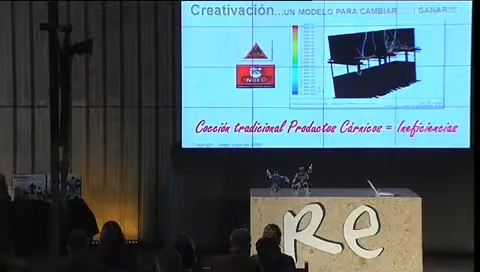 Creativación...UN MODELO PARA CAMBIAR..... I GANAR!!!
NOEL
Cocción tradicional Productos Cárnicos = Ineficiencias
Re